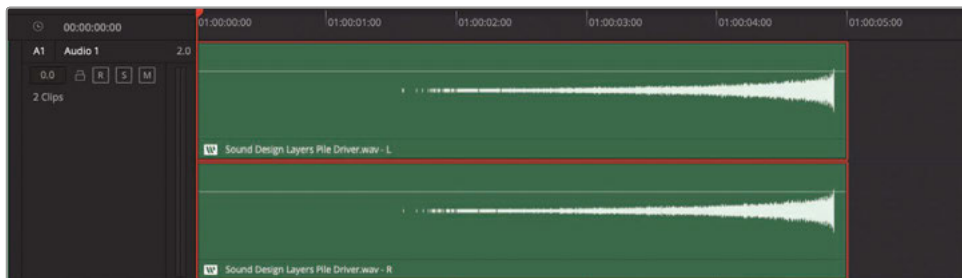 00:00:00:00
01:00:00:00 01:00:01:00 01:00:02:00 01:00:03:00 01:00:04:00 01:00:05:00
A1 Audio 1 2.0
0.0 R S M
2 Clips
Sound Design Layers Pile Driver.wav - L
Sound Design Layers Pile Driver.wav - R